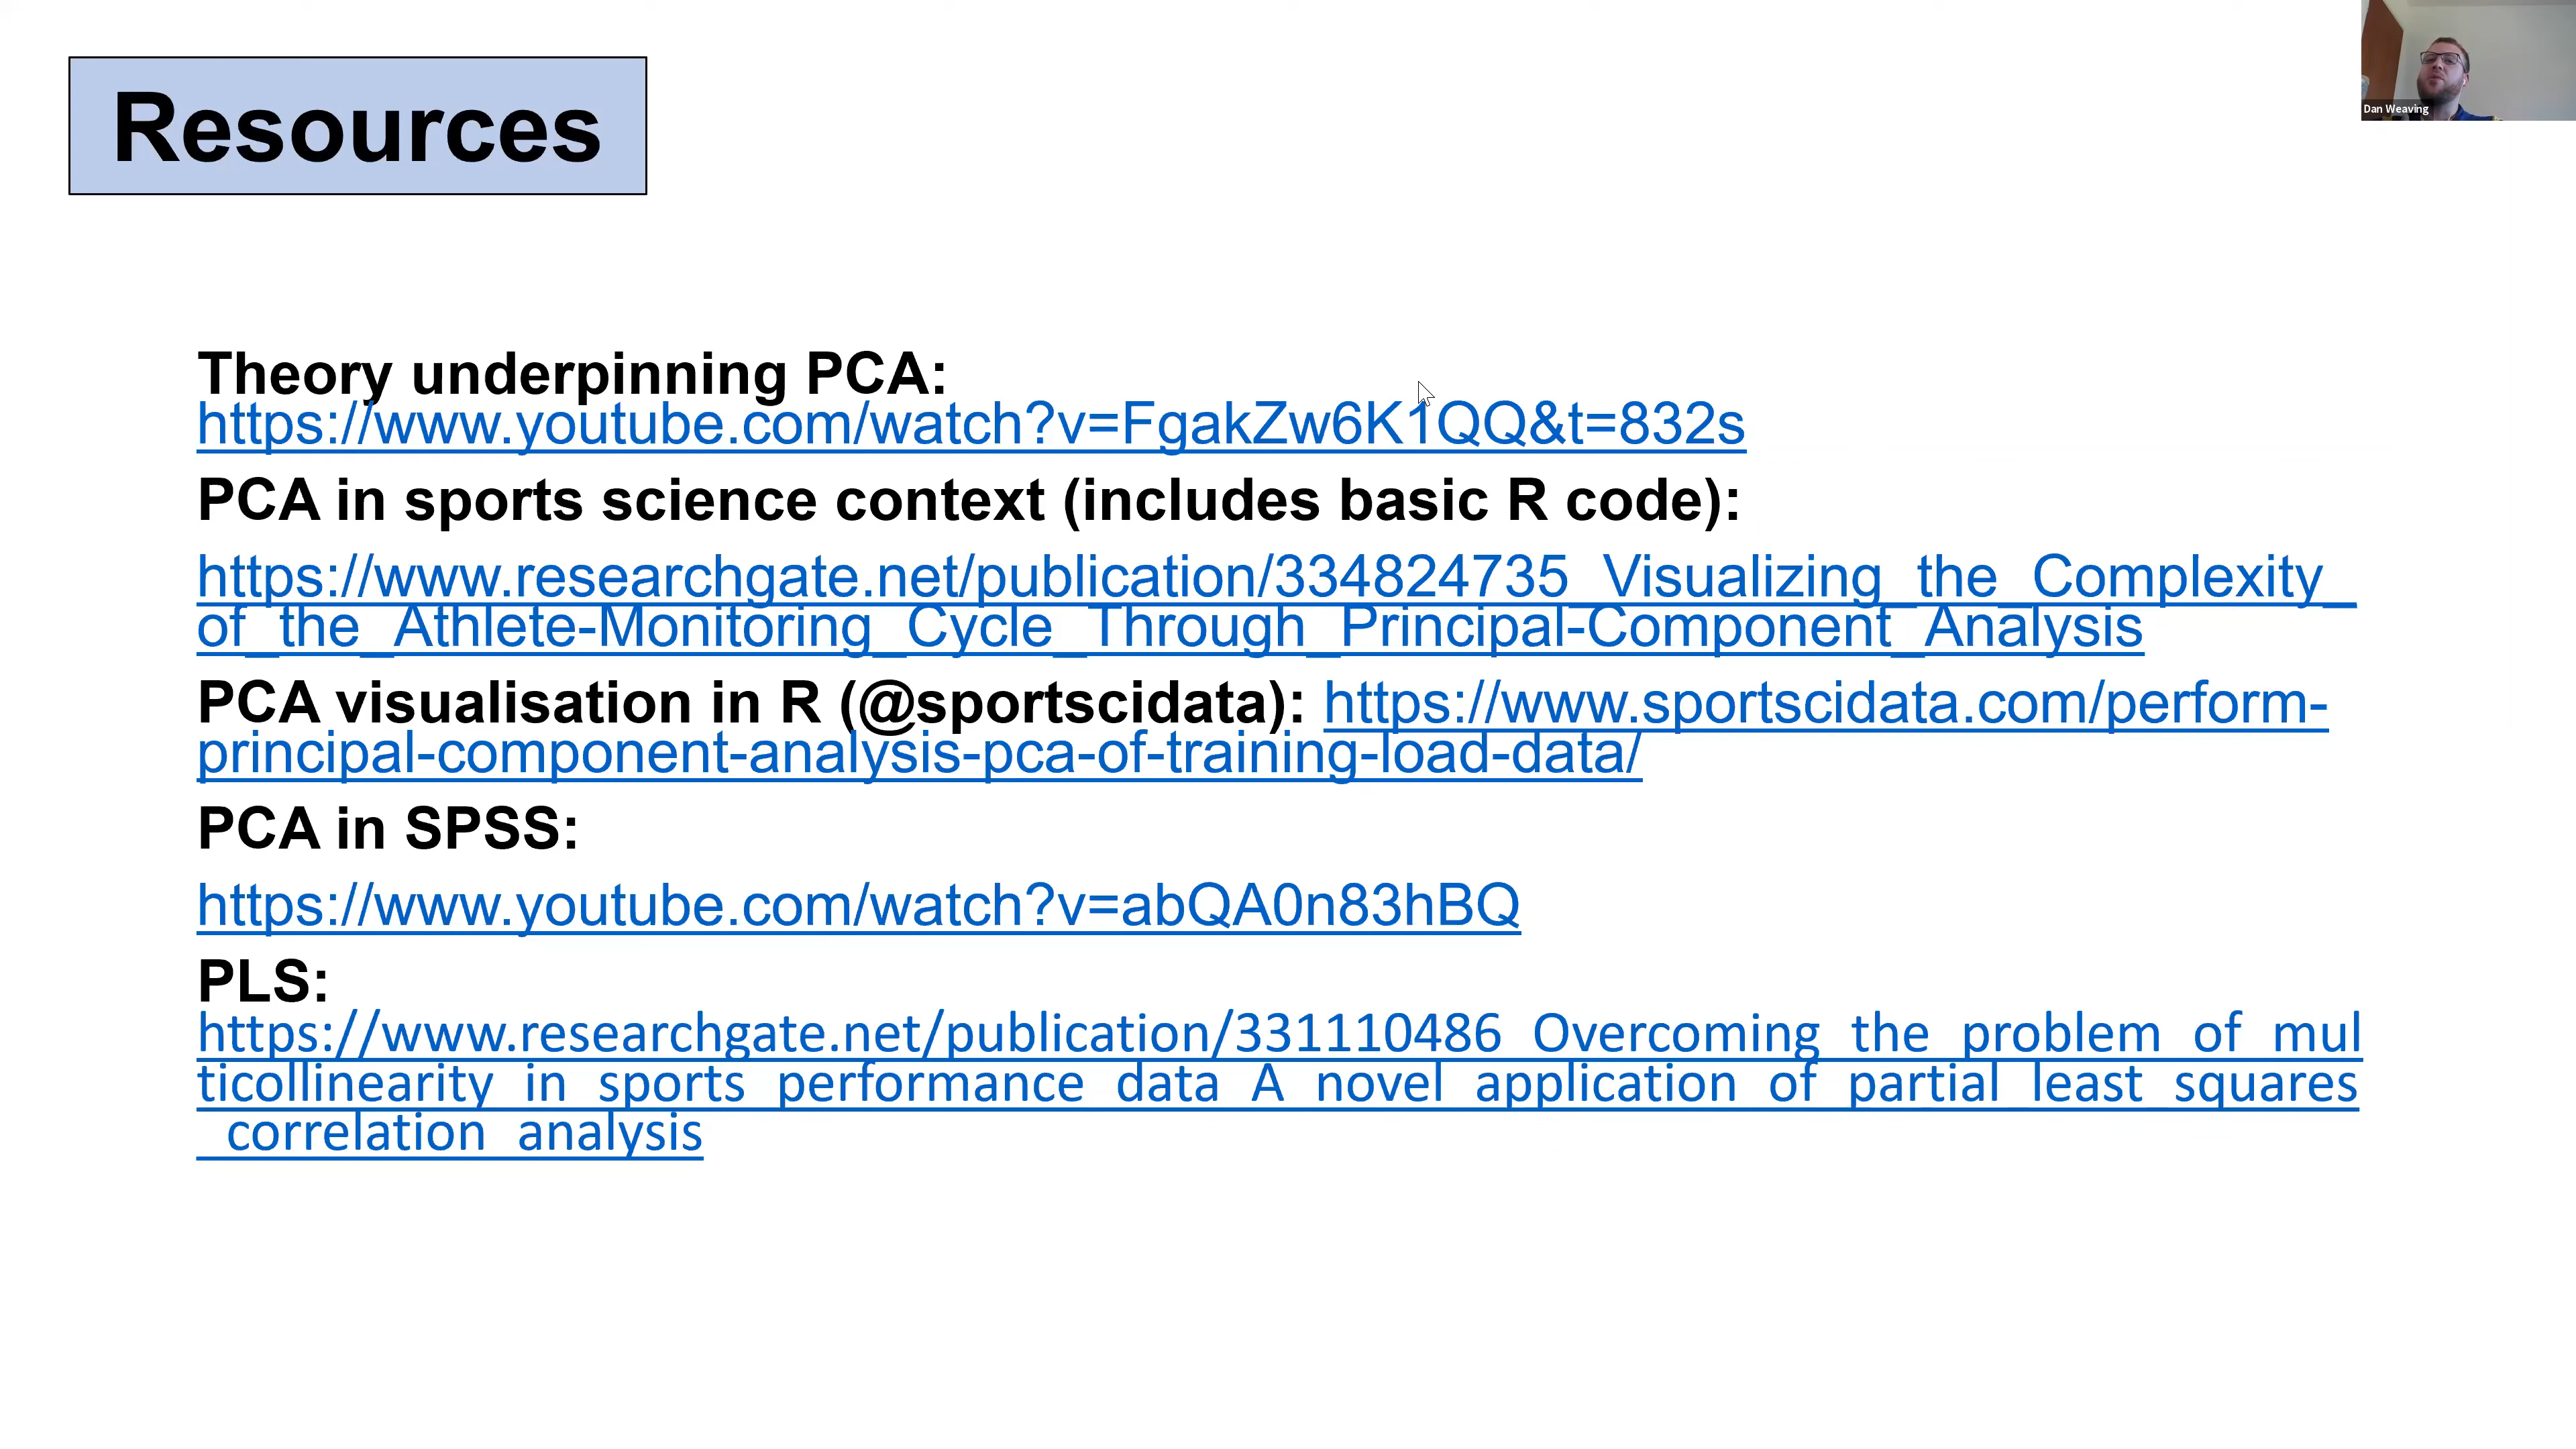 Resources
Dan Weaving
Theory underpinning PCA:
https://www.youtube.com/watch?v=FgakZw6K1QQ&t=832s
PCA in sports science context (includes basic R code):
https://www.researchgate.net/publication/334824735_Visualizing_the_Complexity_
of_the_Athlete-Monitoring_Cycle_Through_Principal-Component_Analysis
PCA visualisation in R (@sportscidata): https://www.sportscidata.com/perform-
principal-component-analysis-pca-of-training-load-data/
PCA in SPSS:
https://www.youtube.com/watch?v=abQA0n83hBQ
PLS:
https://www.researchgate.net/publication/331110486_Overcoming_the_problem_of_mul
ticollinearity_in_sports_performance_data_A_novel_application_of_partial_least_squares
_correlation_analysis